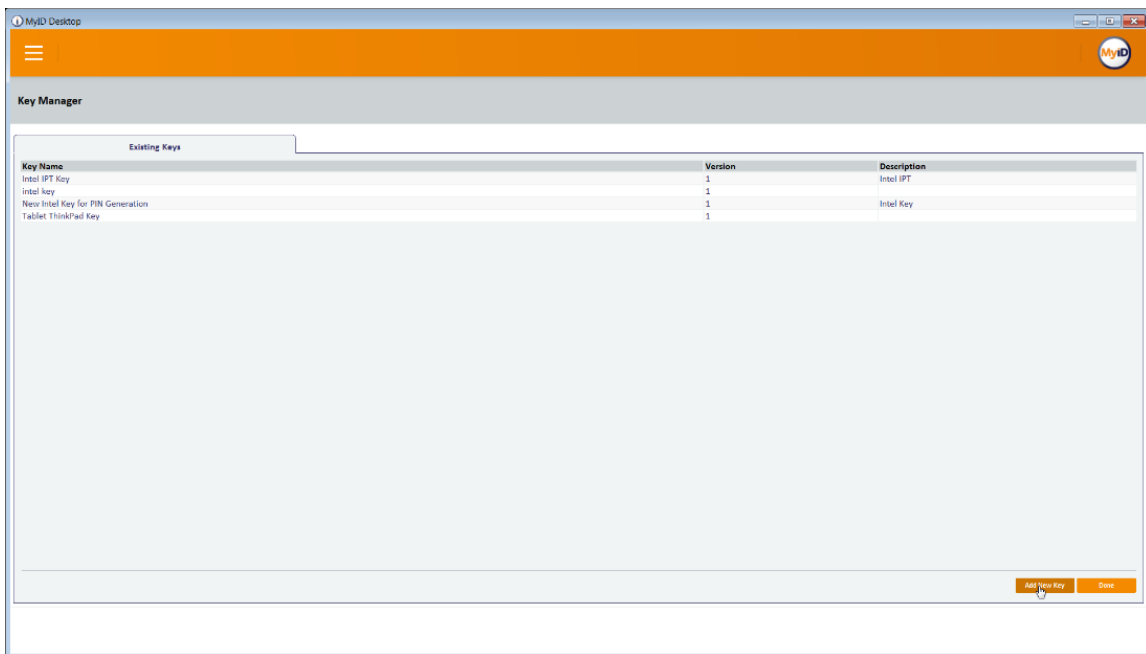 MyID Desktop
MyID
Key Manager
Existing Keys
Key Name Version Description
Intel IPT Key 1 Intel IPT
intel key 1
New Intel Key for PIN Generation 1 Intel Key
Tablet ThinkPad Key 1
Add New Key Done